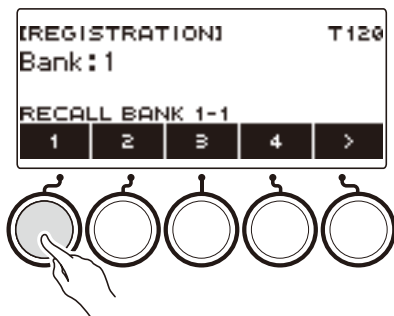 [REGISTRATION] T120
Bank:1
RECALL BANK 1-1
1 2 3 4 >